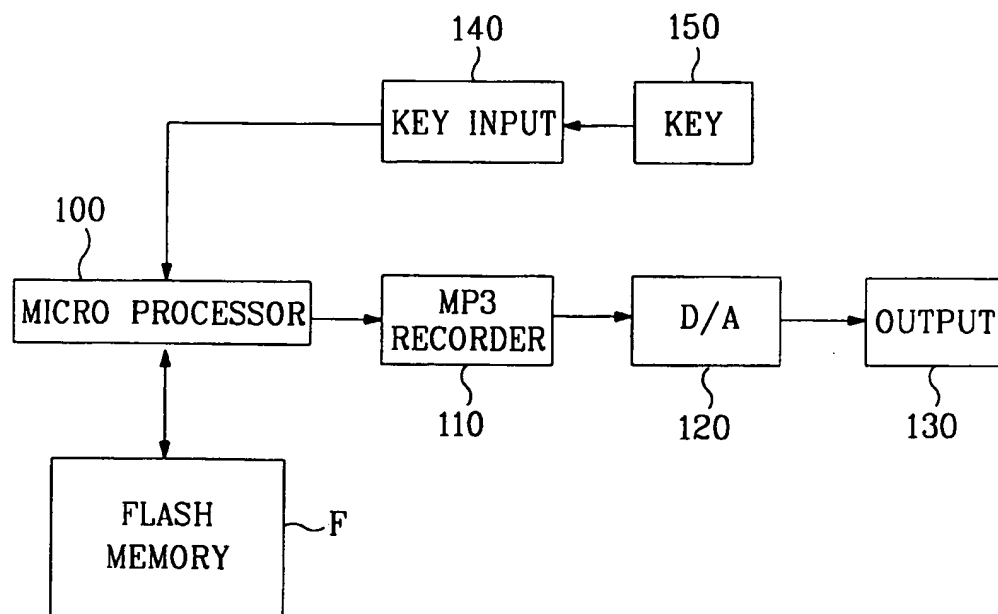 140
150
KEY INPUT
KEY
100
MICRO PROCESSOR
MP3
RECORDER
D/A
OUTPUT
110
120
130
FLASH
MEMORY
F